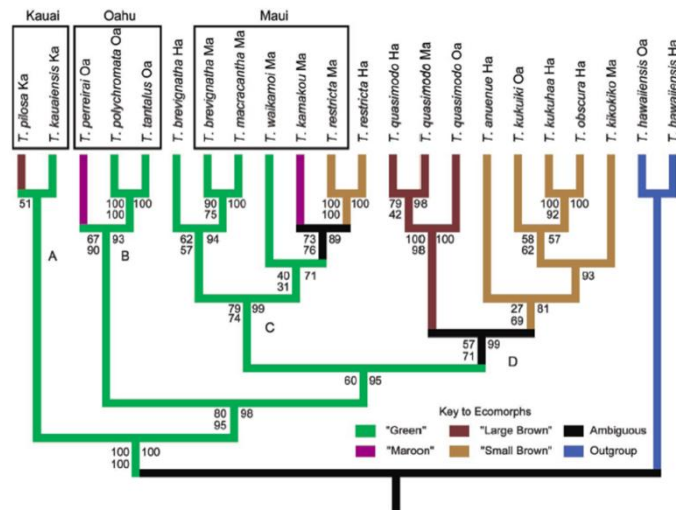 Kauai
Oahu
Maui
T. pilosa Ka
T. kauaiensis Ka
T. perreirai Oa
T. polychromata Oa
T. tantalus Oa
T. brevignatha Ha
T. brevignatha Ma
T. macracantha Ma
T. waikamoi Ma
T. kamakou Ma
T. restricta Ma
T. restricta Ha
T. quasimodo Ha
T. quasimodo Ma
T. quasimodo Oa
T. anuenue Ha
T. kukuiki Oa
T. kukuhaa Ha
T. obscura Ha
T. kikokiko Ma
T. hawaiiensis Oa
T. hawaiiensis Ha
51
100 100
100
90 98
75
100
100 100
100
79 98
42
100
100 100
92
67 93
90
62 94
57
73 89
76
100 100
98
58 57
62
A
B
40 71
31
93
79 99
74
C
27 81
69
57 99
71
D
60 95
80 98
95
100 100
100
Key to Ecomorphs
"Green"
"Large Brown"
Ambiguous
"Maroon"
"Small Brown"
Outgroup